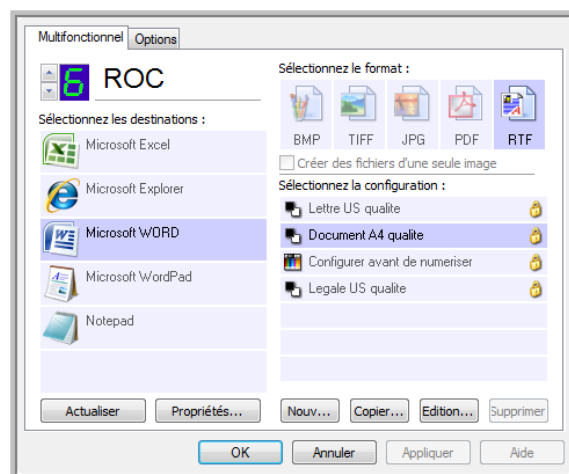 Multifonctionnel Options
6 ROC
Sélectionnez les destinations :
Microsoft Excel
Microsoft Explorer
Microsoft WORD
Microsoft WordPad
Notepad
Actualiser Propriétés...
Sélectionnez le format :
BMP TIFF JPG PDF RTF
Créer des fichiers d'une seule image
Sélectionnez la configuration :
Lettre US qualite
Document A4 qualite
Configurer avant de numeriser
Legale US qualite
Nouv... Copier... Edition... Supprimer
OK Annuler Appliquer Aide